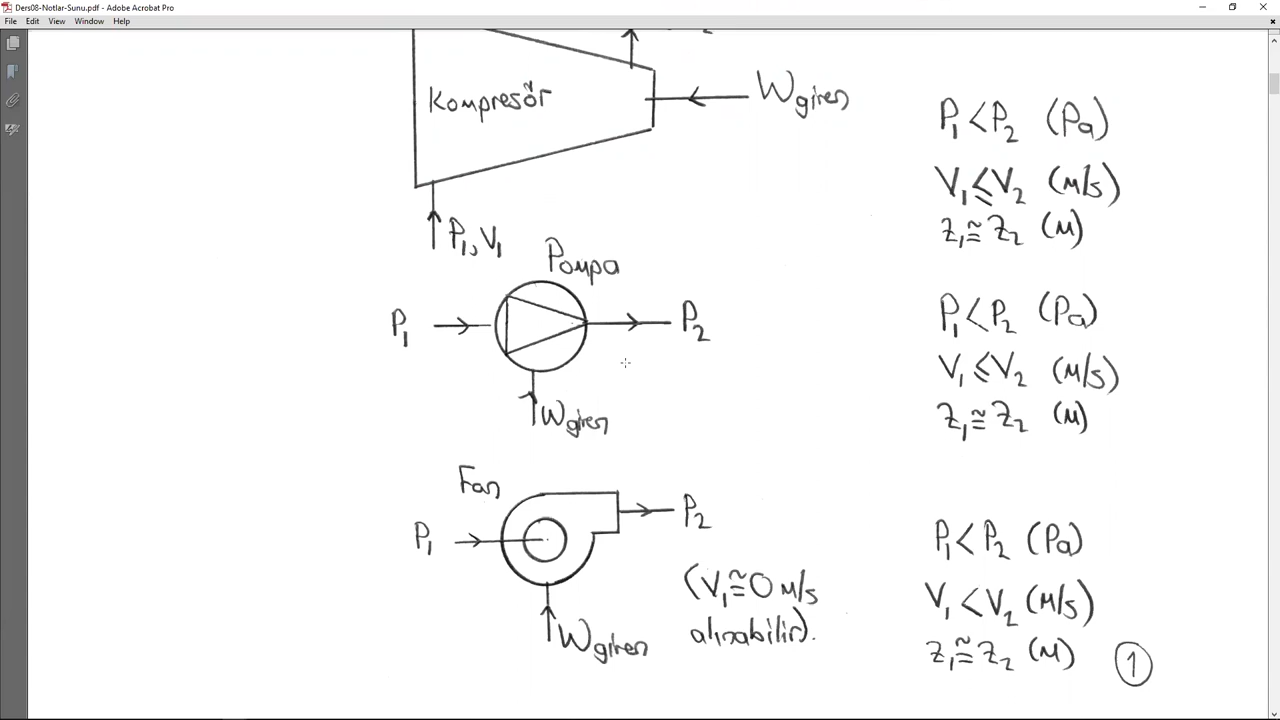 Ders08-Notlar-Sunu.pdf - Adobe Acrobat Pro
File Edit View Window Help
Kompresör
Wgiren
P₁ < P₂ (Pa)
V₁ ≤ V₂ (m/s)
z₁ ≅ z₂ (m)
P₁, V₁
Pompa
P₁
P₂
Wgiren
P₁ < P₂ (Pa)
V₁ ≤ V₂ (m/s)
z₁ ≅ z₂ (m)
Fan
P₁
P₂
(V₁ ≅ 0 m/s
alınabilir).
Wgiren
P₁ < P₂ (Pa)
V₁ < V₂ (m/s)
z₁ ≅ z₂ (m)
1